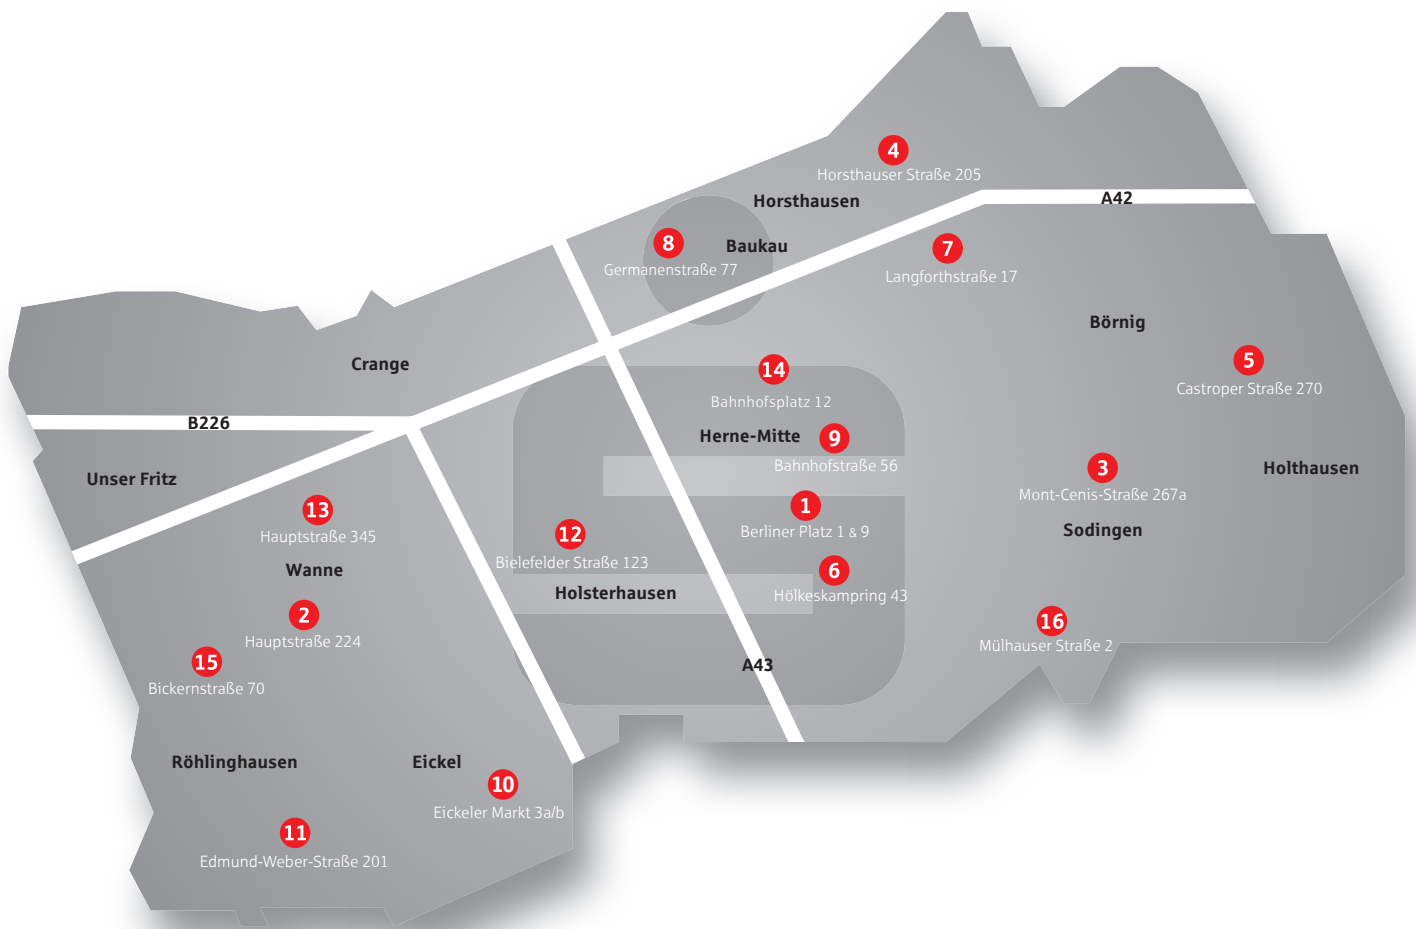 4
Horsthauser Straße 205
A42
Horsthausen
8
Baukau
7
Germanenstraße 77
Langforthstraße 17
Börnig
Crange
14
5
Castroper Straße 270
Bahnhofsplatz 12
B226
Herne-Mitte
9
Bahnhofstraße 56
3
Holthausen
Unser Fritz
Mont-Cenis-Straße 267a
13
1
Hauptstraße 345
12
Berliner Platz 1 & 9
Sodingen
Bielefelder Straße 123
Wanne
6
Holsterhausen
Hölkeskampring 43
2
16
Hauptstraße 224
Mülhauser Straße 2
15
A43
Bickernstraße 70
Röhlinghausen
Eickel
10
Eickeler Markt 3a/b
11
Edmund-Weber-Straße 201